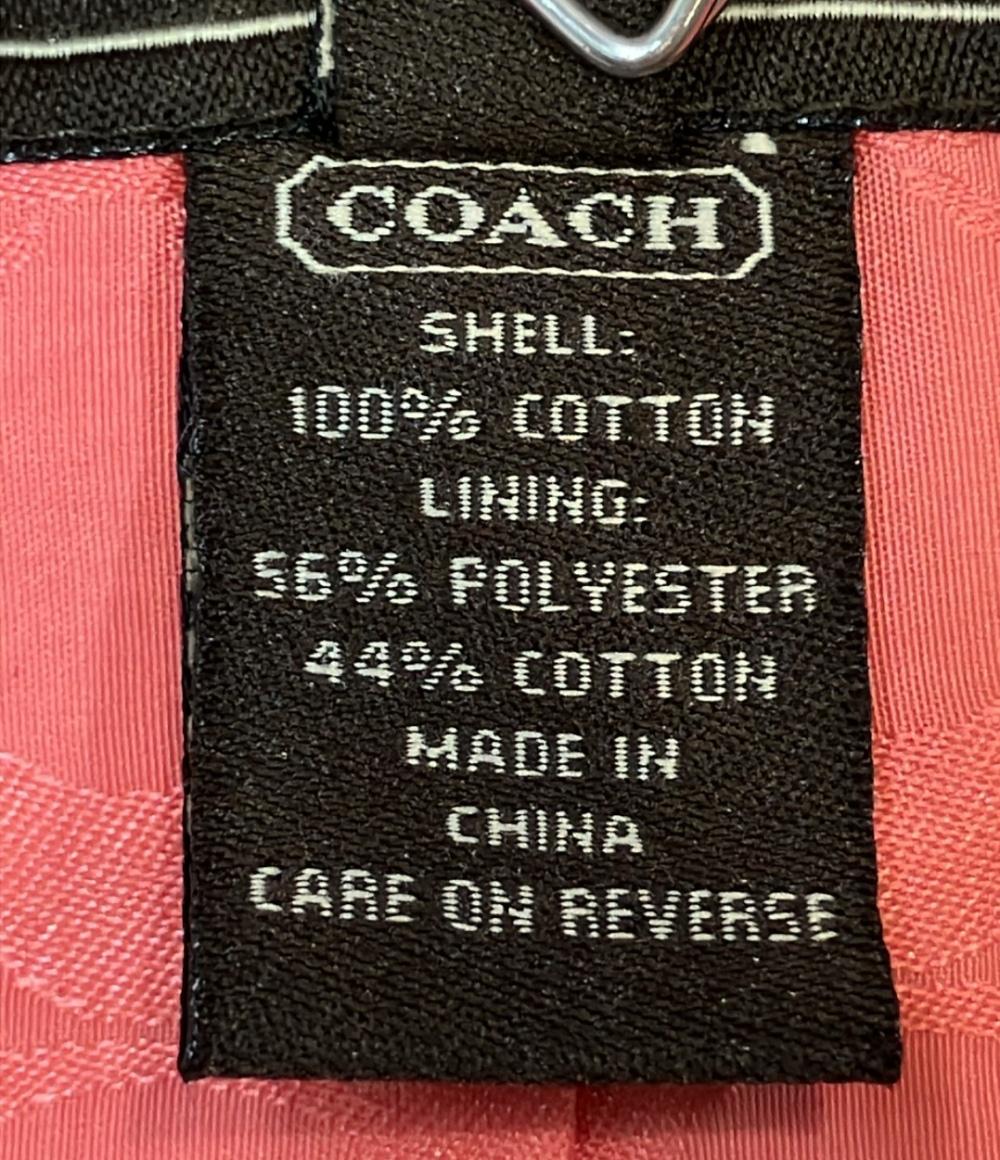 COACH
SHELL:
100% COTTON
LINING:
56% POLYESTER
44% COTTON
MADE IN
CHINA
CARE ON REVERSE